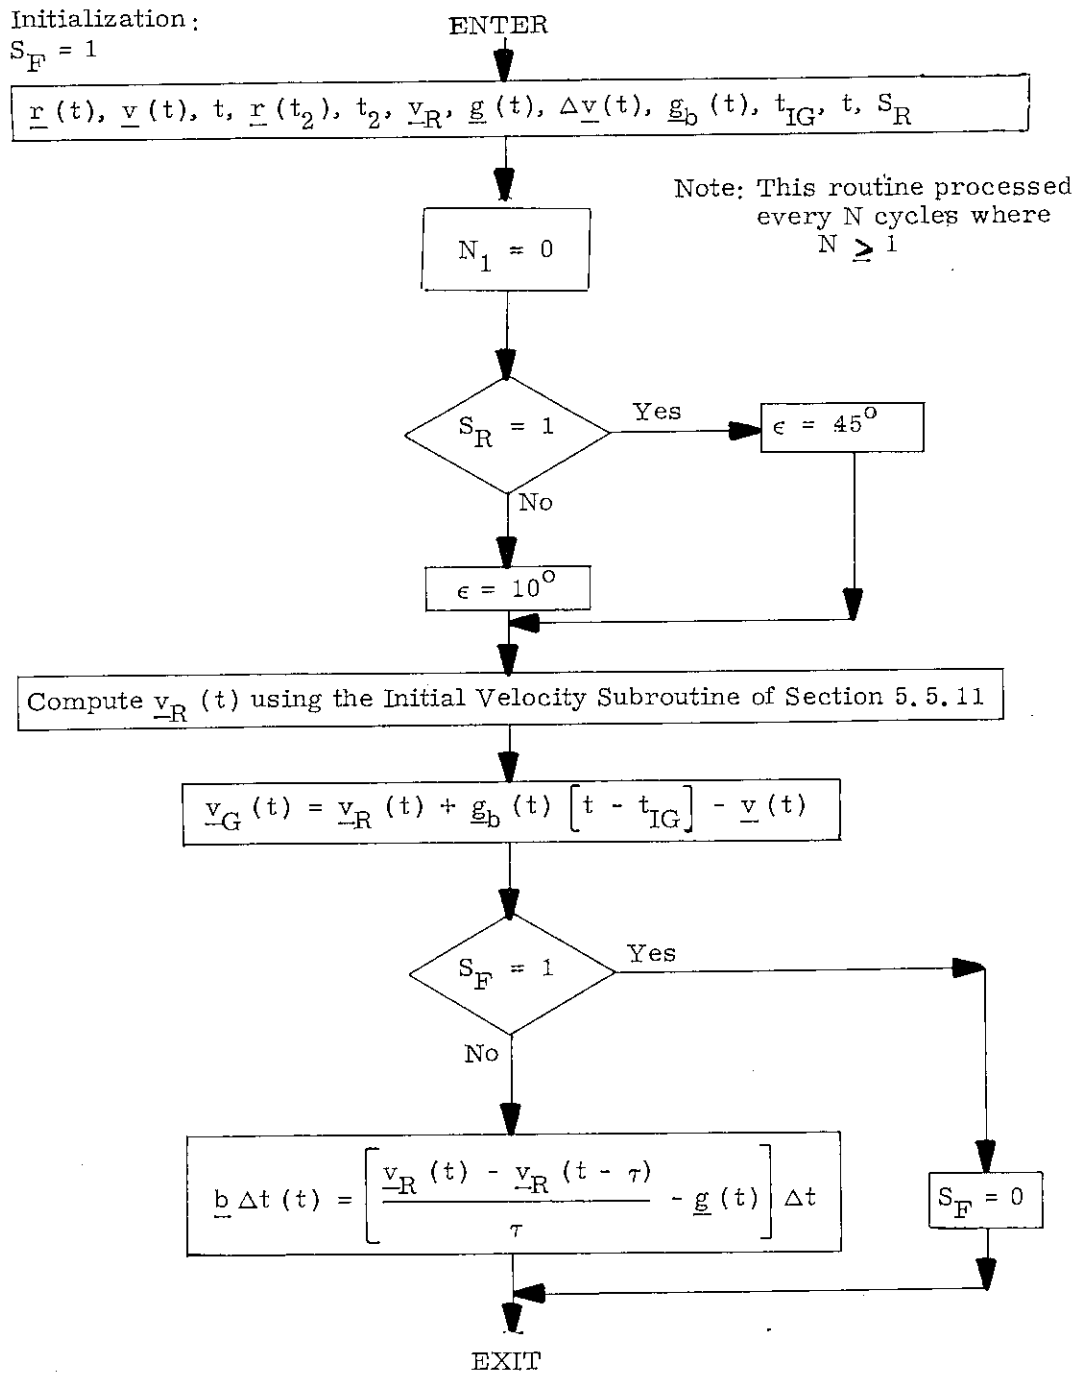 Initialization:
S_F = 1
ENTER
r (t), v (t), t, r (t_2), t_2, v_R, g (t), Δv(t), g_b (t), t_IG, t, S_R
Note: This routine processed
every N cycles where
N ≥ 1
N_1 = 0
S_R = 1
Yes
ϵ = 45°
No
ϵ = 10°
Compute v_R (t) using the Initial Velocity Subroutine of Section 5.5.11
v_G (t) = v_R (t) + g_b (t) [t - t_IG] - v (t)
S_F = 1
Yes
No
b Δt (t) = [ (v_R (t) - v_R (t - τ)) / τ - g (t) ] Δt
S_F = 0
EXIT